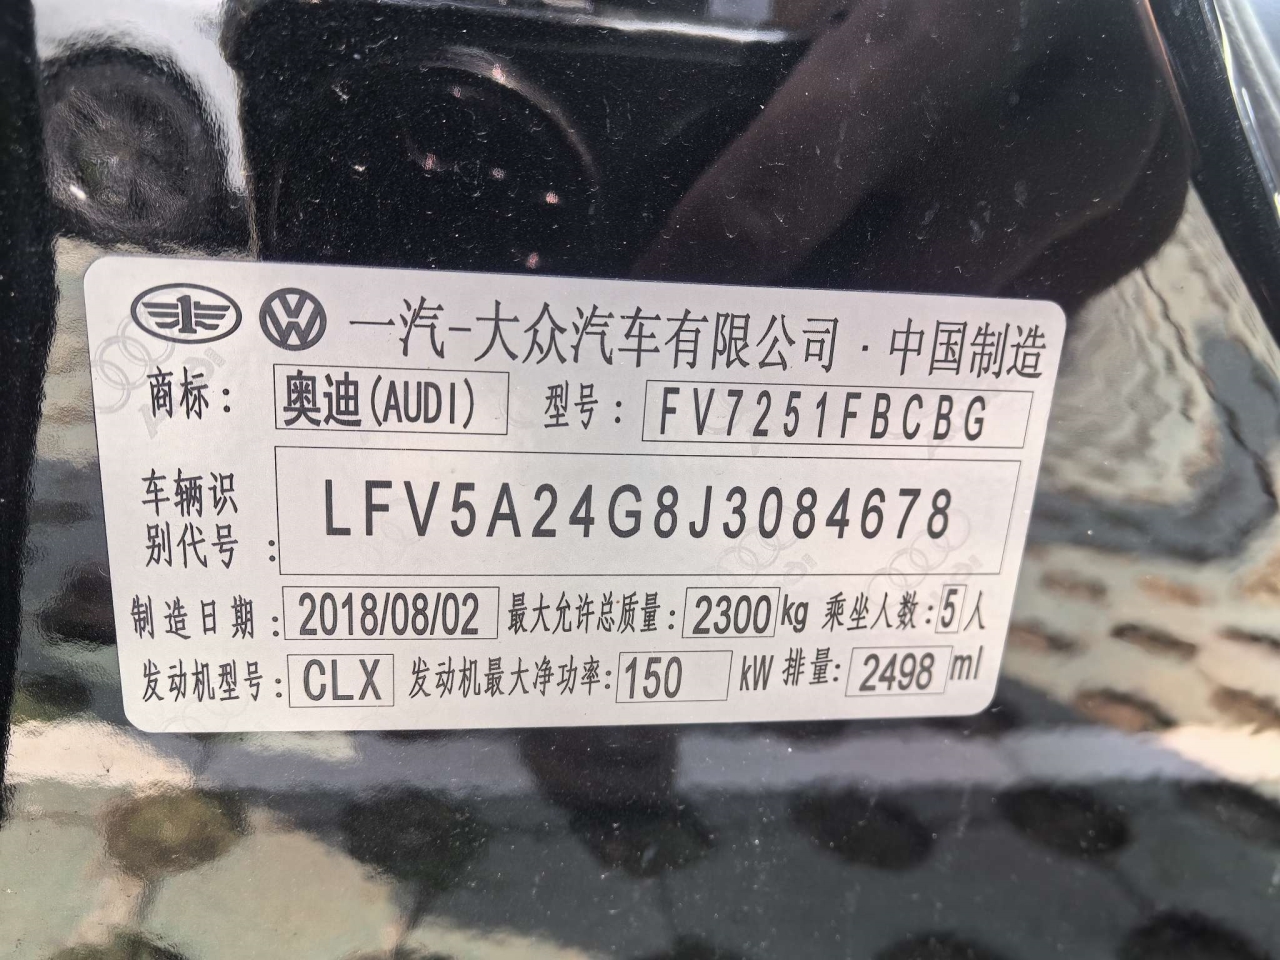 一汽-大众汽车有限公司·中国制造
商标: 奥迪(AUDI) 型号: FV7251FBCBG
车辆识
别代号: LFV5A24G8J3084678
制造日期: 2018/08/02 最大允许总质量: 2300kg 乘坐人数: 5人
发动机型号: CLX 发动机最大净功率: 150 kW 排量: 2498 ml